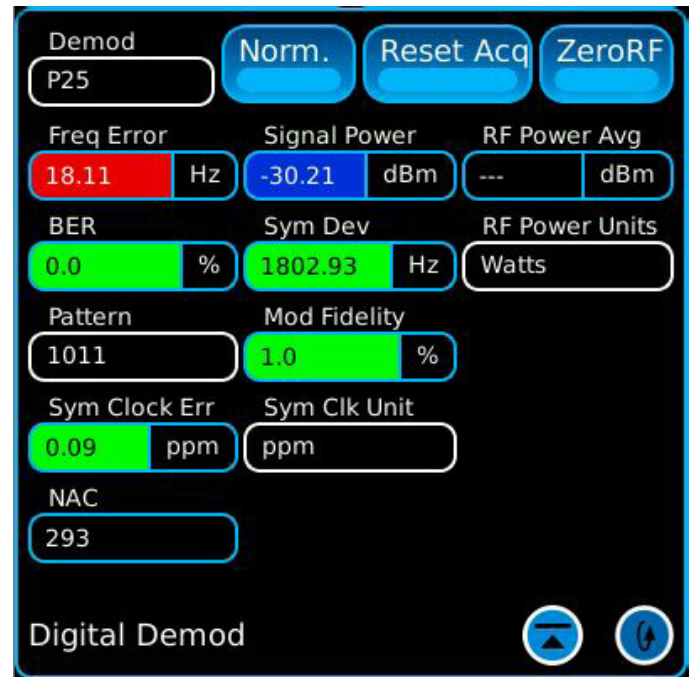 Demod
P25
Norm.
Reset Acq
ZeroRF
Freq Error
Signal Power
RF Power Avg
18.11 Hz
-30.21 dBm
--- dBm
BER
Sym Dev
RF Power Units
0.0 %
1802.93 Hz
Watts
Pattern
Mod Fidelity
1011
1.0 %
Sym Clock Err
Sym Clk Unit
0.09 ppm
ppm
NAC
293
Digital Demod